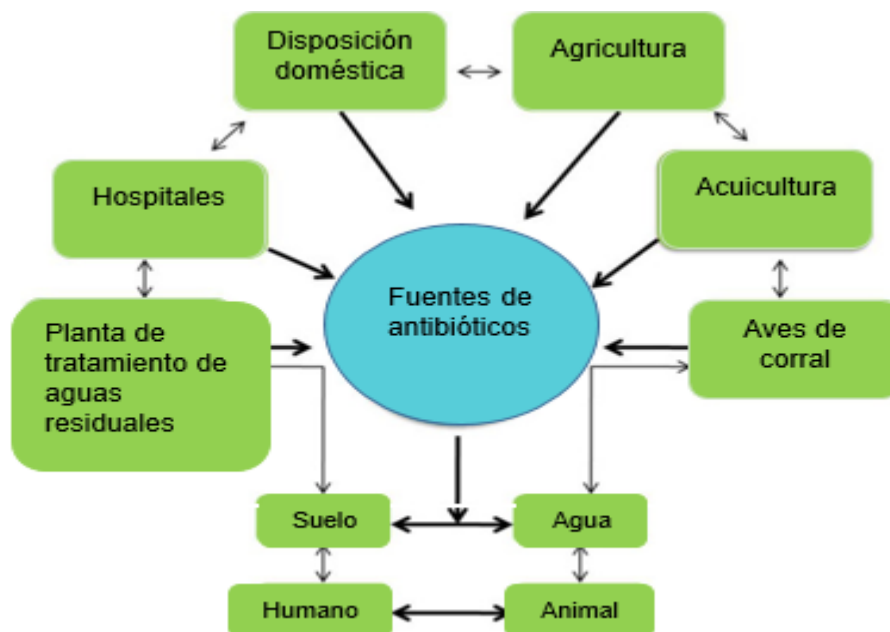 Disposición
doméstica
Agricultura
Hospitales
Acuicultura
Fuentes de
antibióticos
Planta de
tratamiento de
aguas
residuales
Aves de
corral
Suelo
Agua
Humano
Animal